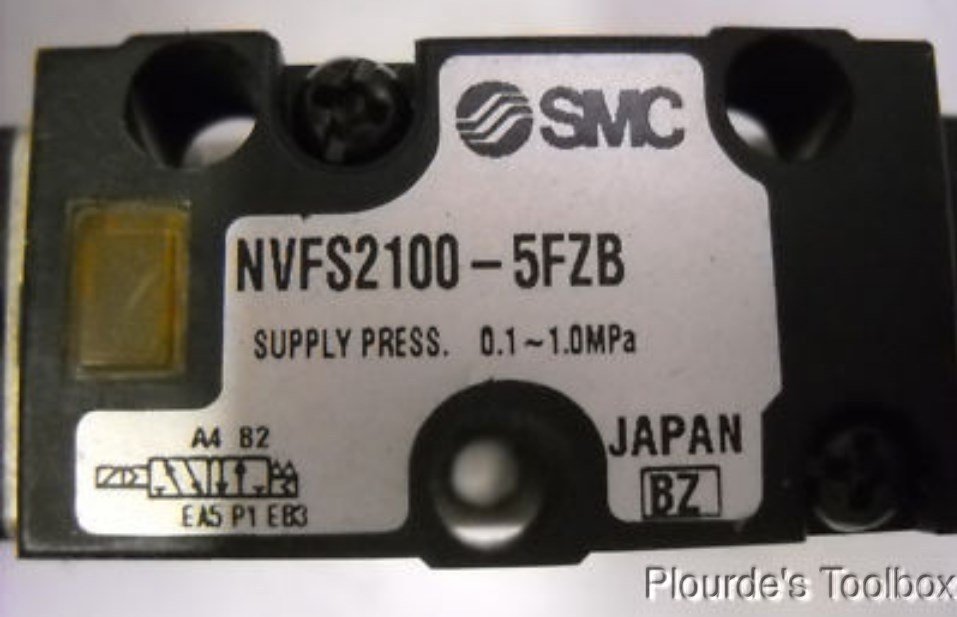 SMC
NVFS2100-5FZB
SUPPLY PRESS. 0.1~1.0MPa
A4 B2
EA5 P1 EB3
JAPAN
BZ
Plourde's Toolbox